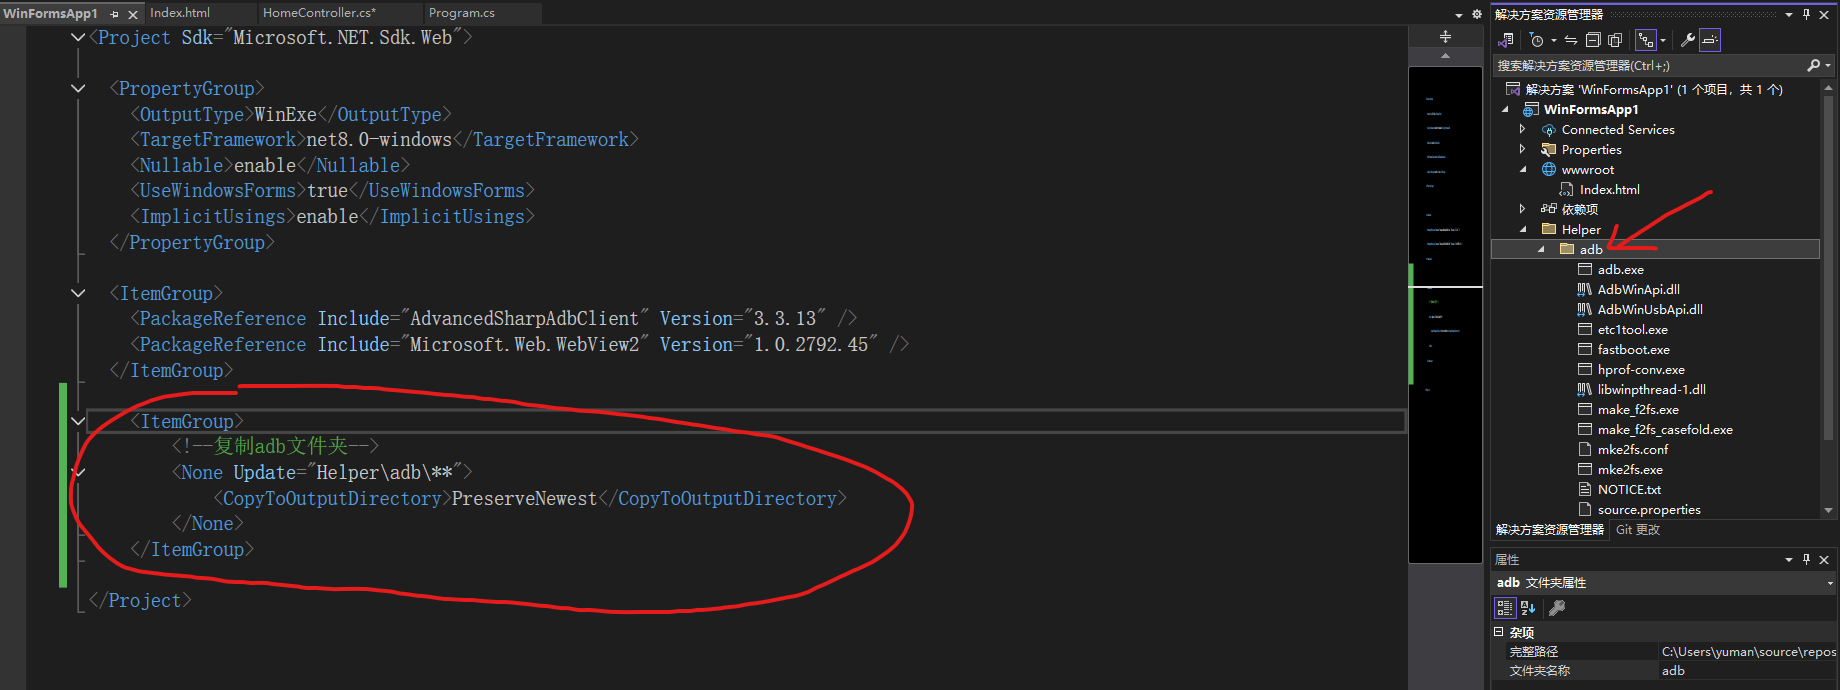 WinFormsApp1
Index.html
HomeController.cs*
Program.cs
<Project Sdk="Microsoft.NET.Sdk.Web">
<PropertyGroup>
<OutputType>WinExe</OutputType>
<TargetFramework>net8.0-windows</TargetFramework>
<Nullable>enable</Nullable>
<UseWindowsForms>true</UseWindowsForms>
<ImplicitUsings>enable</ImplicitUsings>
</PropertyGroup>
<ItemGroup>
<PackageReference Include="AdvancedSharpAdbClient" Version="3.3.13" />
<PackageReference Include="Microsoft.Web.WebView2" Version="1.0.2792.45" />
</ItemGroup>
<ItemGroup>
<!--复制adb文件夹-->
<None Update="Helper\adb\**">
<CopyToOutputDirectory>PreserveNewest</CopyToOutputDirectory>
</None>
</ItemGroup>
</Project>
解决方案资源管理器
搜索解决方案资源管理器(Ctrl+;)
解决方案 'WinFormsApp1' (1 个项目，共 1 个)
WinFormsApp1
Connected Services
Properties
wwwroot
Index.html
依赖项
Helper
adb
adb.exe
AdbWinApi.dll
AdbWinUsbApi.dll
etc1tool.exe
fastboot.exe
hprof-conv.exe
libwinpthread-1.dll
make_f2fs.exe
make_f2fs_casefold.exe
mke2fs.conf
mke2fs.exe
NOTICE.txt
source.properties
解决方案资源管理器 Git 更改
属性
adb 文件夹属性
杂项
完整路径 C:\Users\yuman\source\repos
文件夹名称 adb